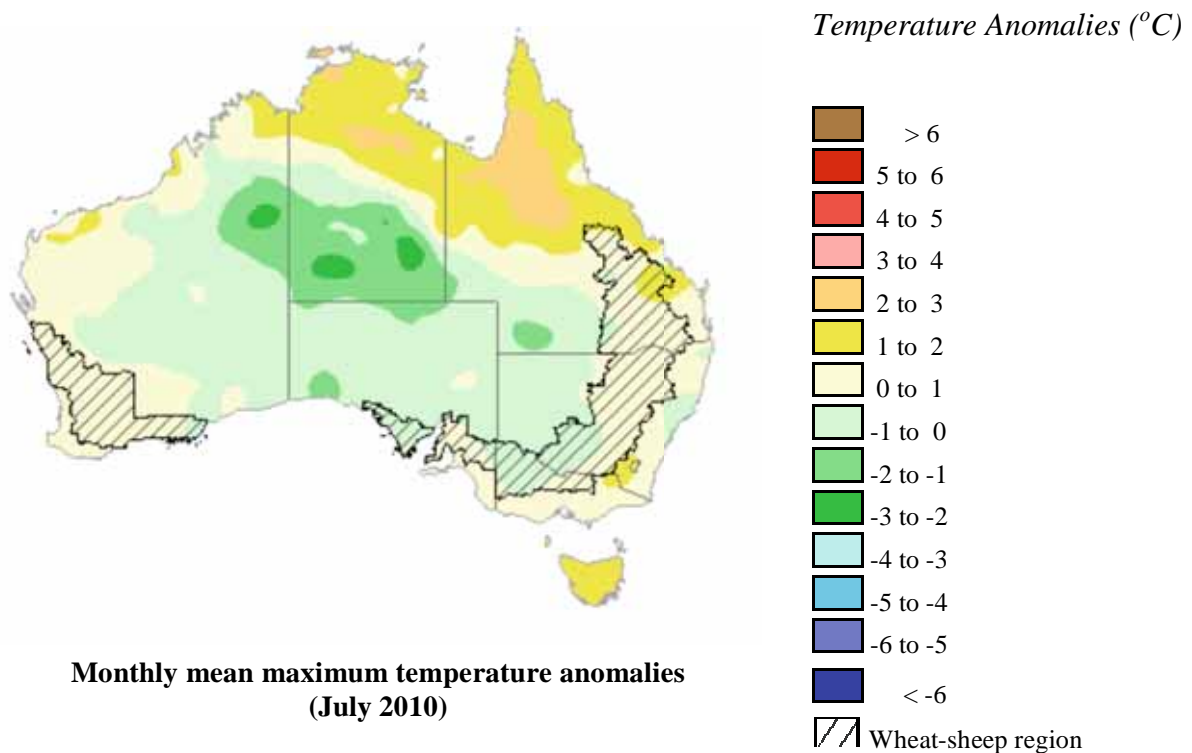 Temperature Anomalies (°C)
> 6
5 to 6
4 to 5
3 to 4
2 to 3
1 to 2
0 to 1
-1 to 0
-2 to -1
-3 to -2
-4 to -3
-5 to -4
-6 to -5
< -6
Wheat-sheep region
Monthly mean maximum temperature anomalies
(July 2010)